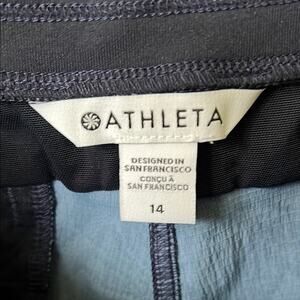 ATHLETA
DESIGNED IN
SAN FRANCISCO
CONÇU À
SAN FRANCISCO
14